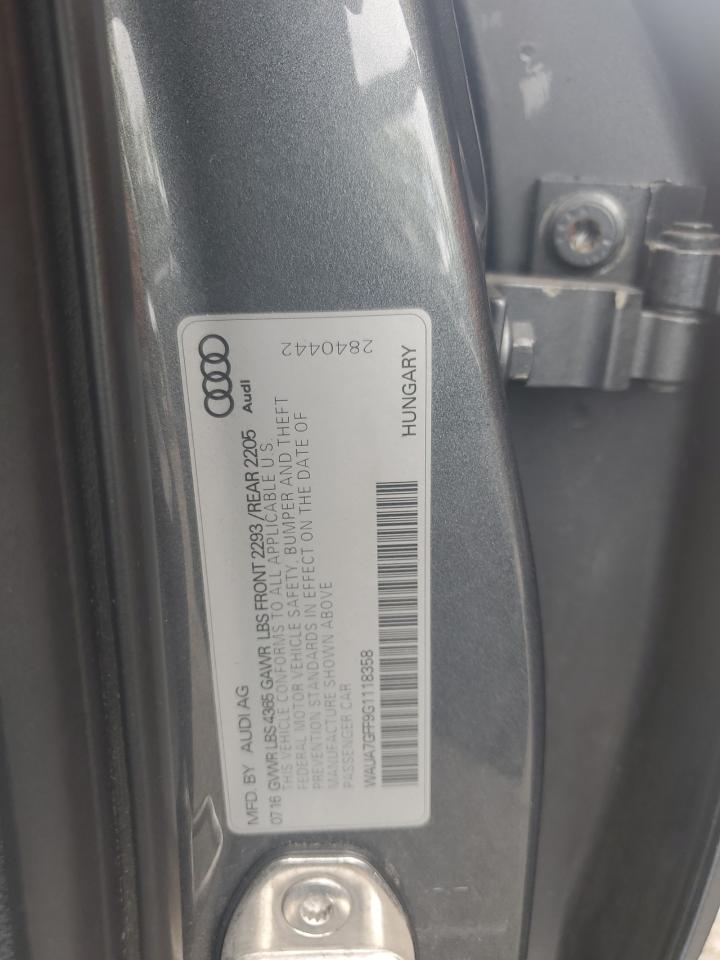 MFD. BY AUDI AG
Audi
07 16 GVWR LBS 4365 GAWR LBS FRONT 2293 /REAR 2205
THIS VEHICLE CONFORMS TO ALL APPLICABLE U.S.
FEDERAL MOTOR VEHICLE SAFETY, BUMPER AND THEFT
PREVENTION STANDARDS IN EFFECT ON THE DATE OF
MANUFACTURE SHOWN ABOVE
PASSENGER CAR
2840442
WAUA7GFF9G1118358
HUNGARY